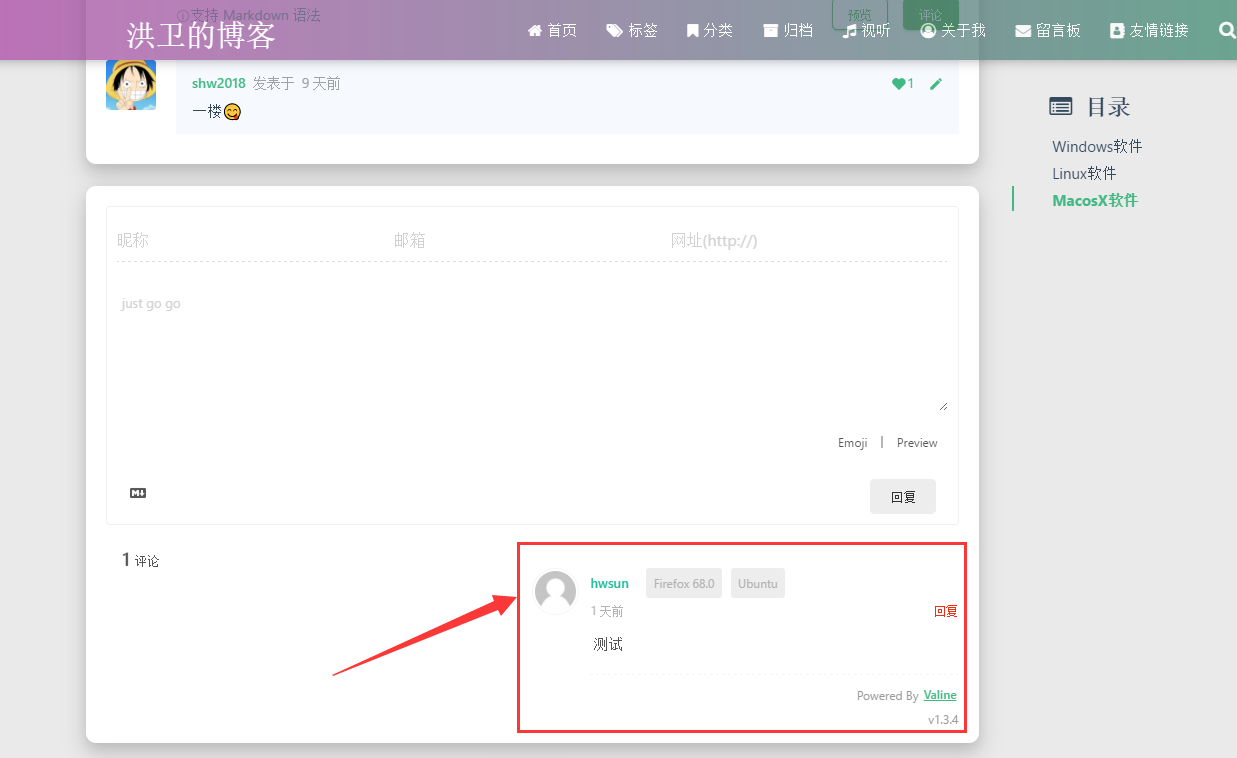 支持 Markdown 语法
预览
评论
洪卫的博客
首页
标签
分类
归档
视听
关于我
留言板
友情链接
shw2018 发表于 9 天前
1
一楼😋
目录
Windows软件
Linux软件
MacosX软件
昵称
邮箱
网址(http://)
just go go
Emoji | Preview
M↓
回复
1 评论
hwsun Firefox 68.0 Ubuntu
1 天前
回复
测试
Powered By Valine
v1.3.4